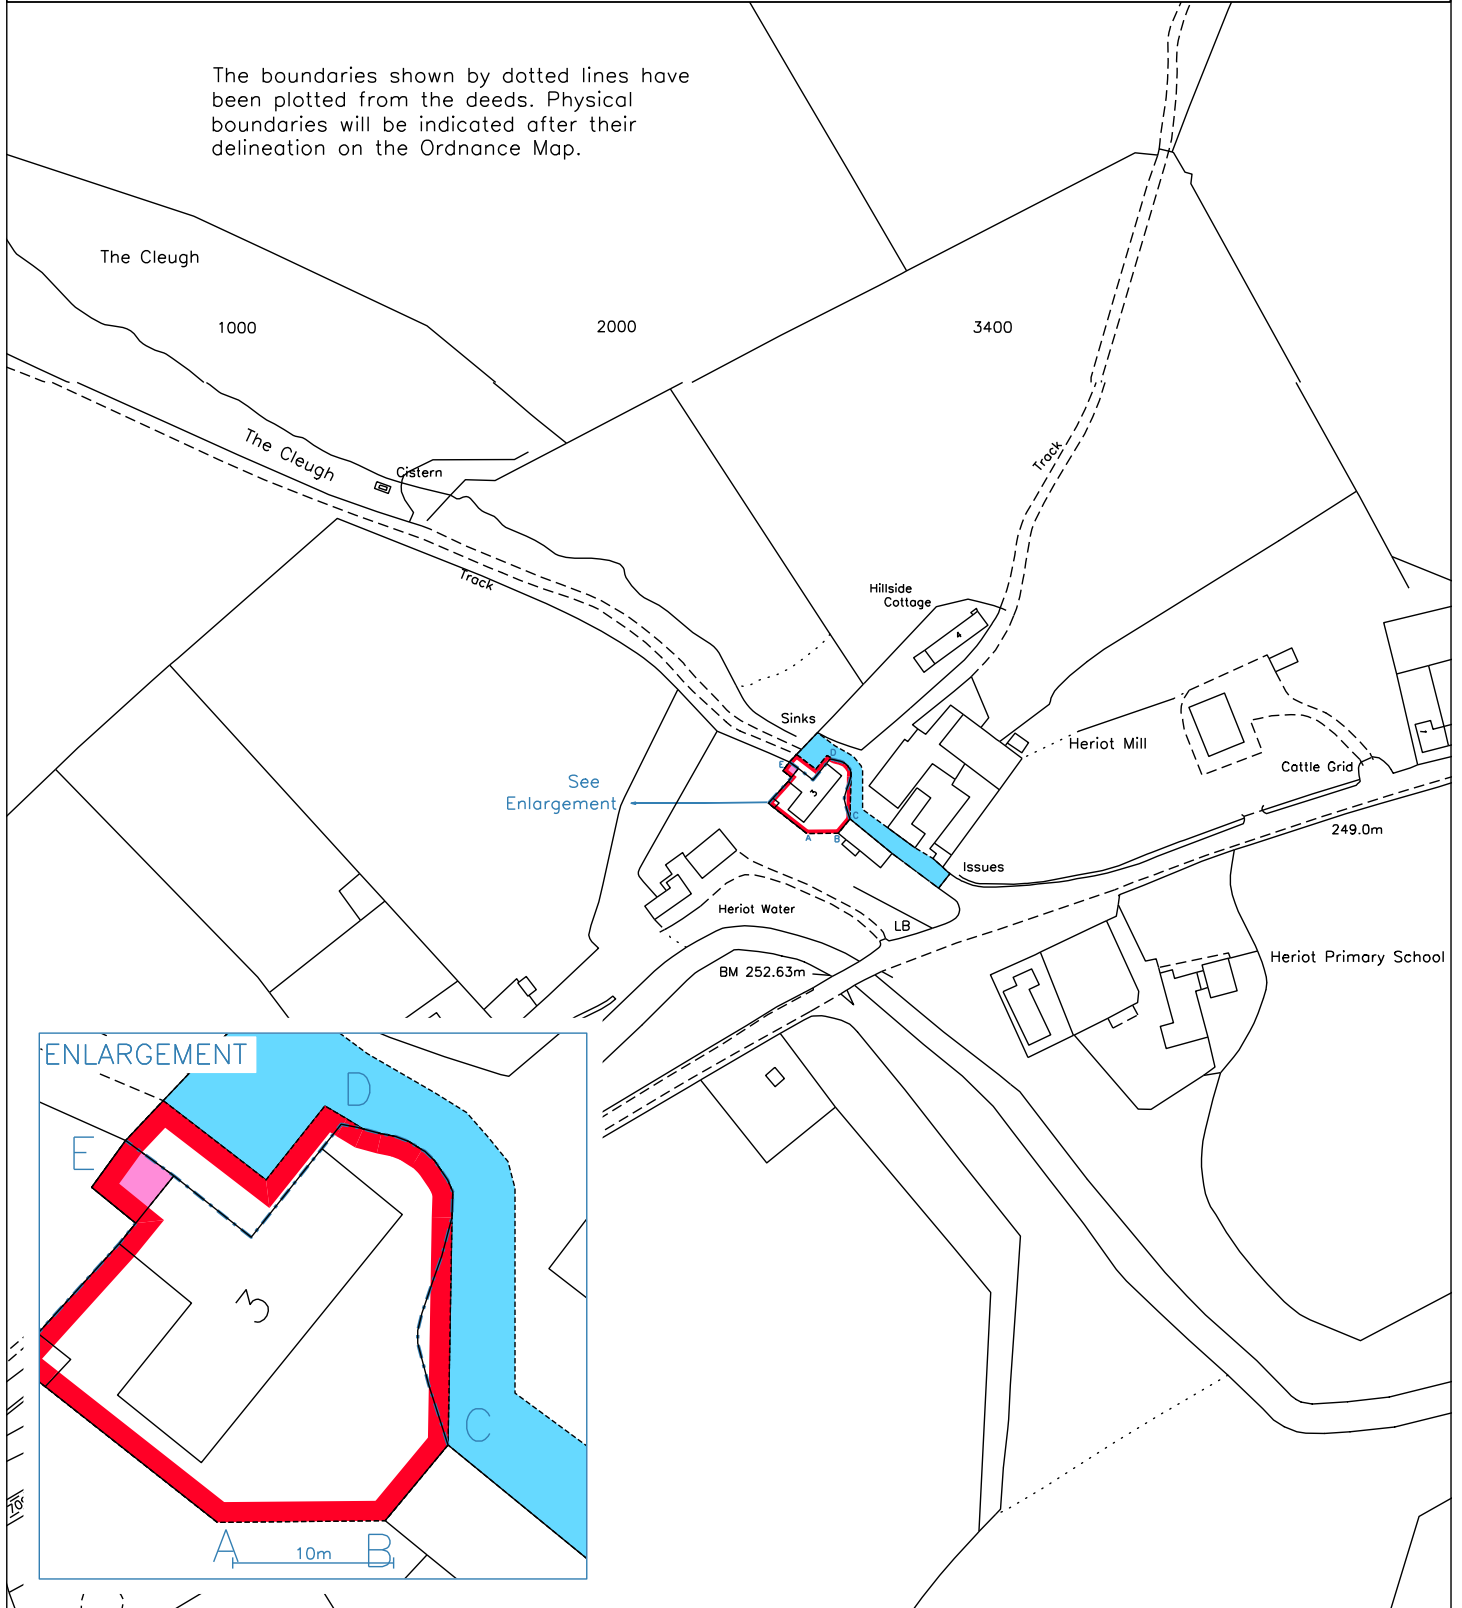 The boundaries shown by dotted lines have
been plotted from the deeds. Physical
boundaries will be indicated after their
delineation on the Ordnance Map.
The Cleugh
1000
2000
3400
The Cleugh
Cistern
Track
Track
Hillside
Cottage
4
Sinks
Heriot Mill
See
Enlargement
E
D
3
C
A
B
Cattle Grid
249.0m
Issues
Heriot Water
LB
BM 252.63m
Heriot Primary School
1
ENLARGEMENT
D
E
3
C
A
B
10m